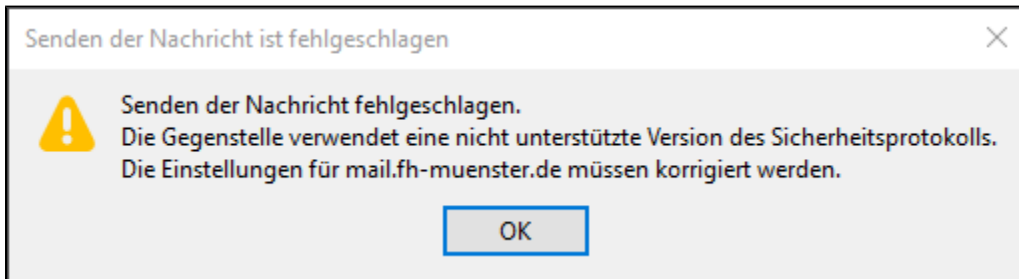 Senden der Nachricht ist fehlgeschlagen
Senden der Nachricht fehlgeschlagen.
Die Gegenstelle verwendet eine nicht unterstützte Version des Sicherheitsprotokolls.
Die Einstellungen für mail.fh-muenster.de müssen korrigiert werden.
OK